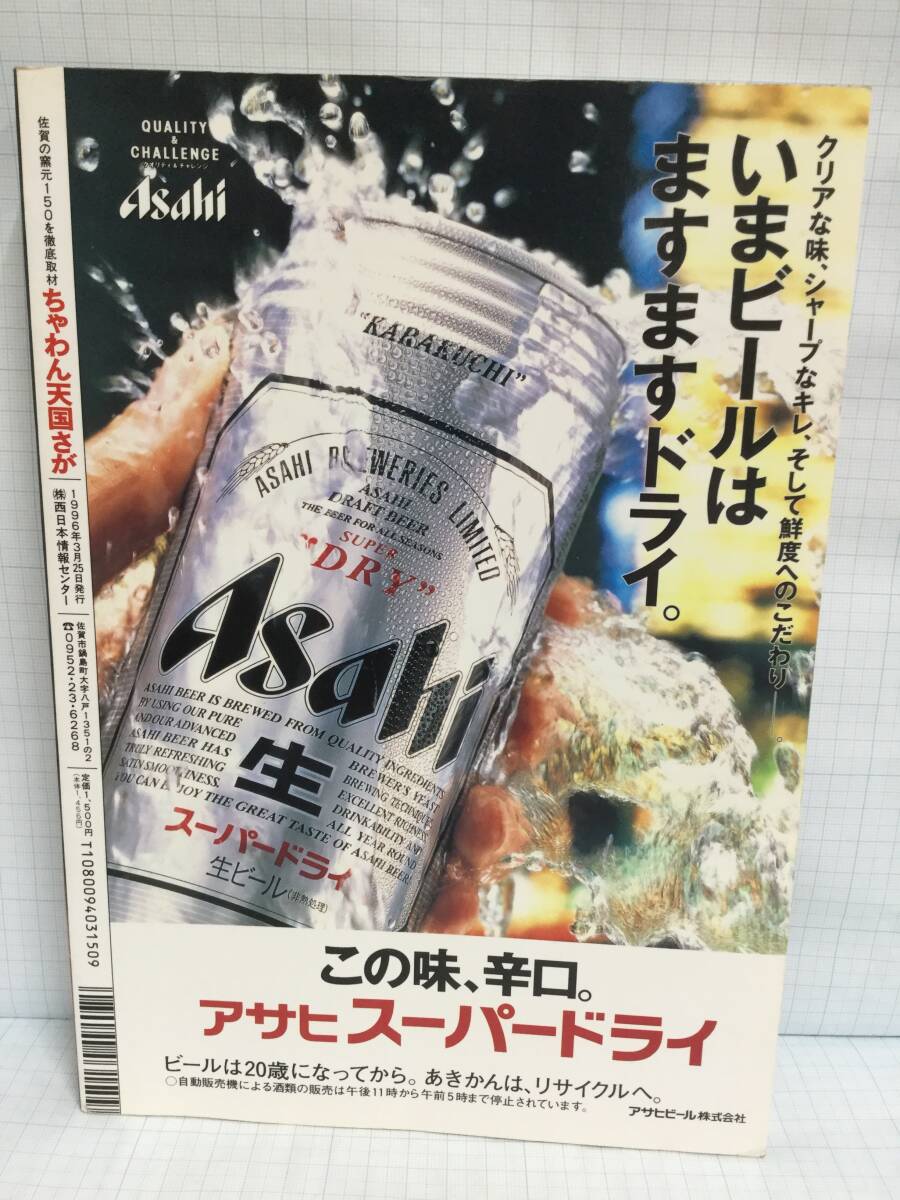 佐賀の窯元150を徹底取材
ちゃわん天国さが
1996年3月25日発行
㈱西日本情報センター
佐賀市鍋島町大字八戸1351の2
☎0952・23・6268
定価1,500円
(本体1,456円)
T1080094031509
QUALITY
&
CHALLENGE
クオリティ&チャレンジ
Asahi
クリアな味、シャープなキレ、そして鮮度へのこだわり――。
いまビールは
ますますドライ。
"KARAKUCHI"
ASAHI BREWERIES LIMITED
ASAHI
DRAFT BEER
THE BEER FOR ALL SEASONS
SUPER
"DRY"
Asahi
ASAHI BEER IS BREWED FROM QUALITY INGREDIENTS
BY USING OUR PURE BREWER'S YEAST
AND OUR ADVANCED BREWING TECHNIQUES
ASAHI BEER HAS EXCELLENT RICHNESS,
TRULY REFRESHING DRINKABILITY AND
SATIN SMOOTHNESS. ALL YEAR ROUND
YOU CAN ENJOY THE GREAT TASTE OF ASAHI BEER!
生
スーパードライ
生ビール(非熱処理)
この味、辛口。
アサヒスーパードライ
ビールは20歳になってから。あきかんは、リサイクルへ。
○自動販売機による酒類の販売は午後11時から午前5時まで停止されています。
アサヒビール株式会社